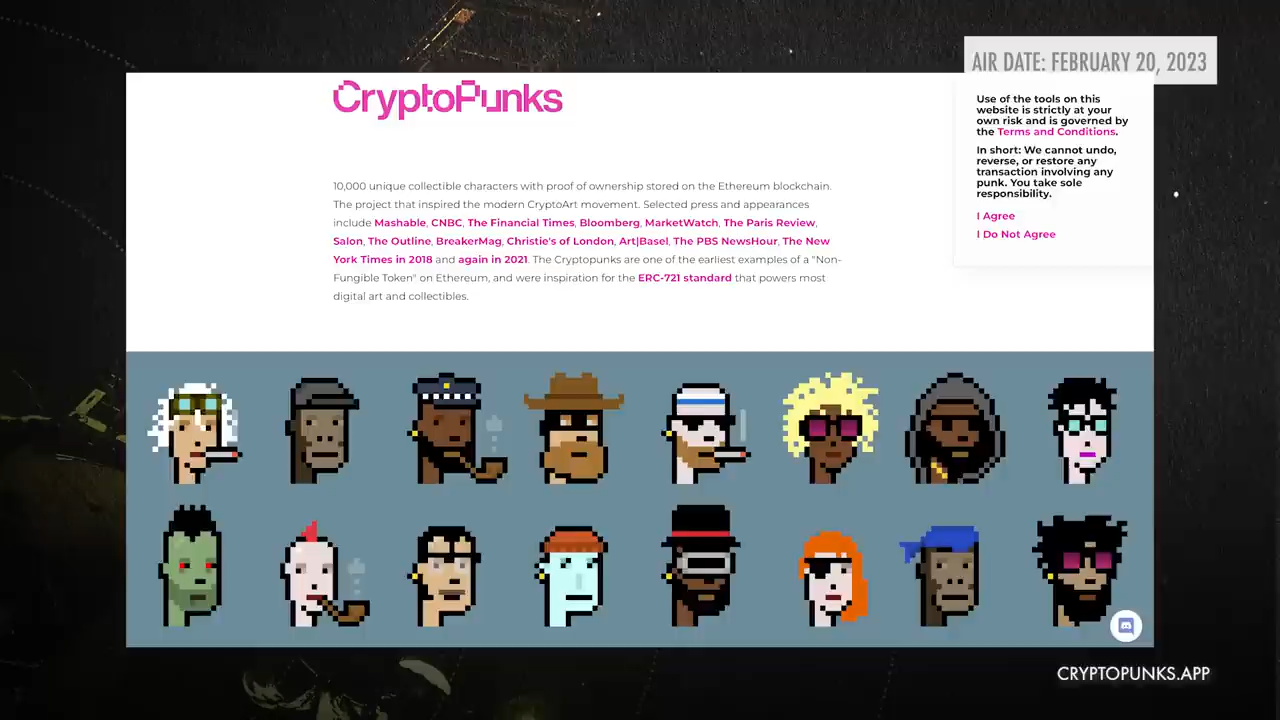 AIR DATE: FEBRUARY 20, 2023
CryptoPunks
10,000 unique collectible characters with proof of ownership stored on the Ethereum blockchain.
The project that inspired the modern CryptoArt movement. Selected press and appearances
include Mashable, CNBC, The Financial Times, Bloomberg, MarketWatch, The Paris Review,
Salon, The Outline, BreakerMag, Christie's of London, Art|Basel, The PBS NewsHour, The New
York Times in 2018 and again in 2021. The Cryptopunks are one of the earliest examples of a "Non-
Fungible Token" on Ethereum, and were inspiration for the ERC-721 standard that powers most
digital art and collectibles.
Use of the tools on this
website is strictly at your
own risk and is governed by
the Terms and Conditions.
In short: We cannot undo,
reverse, or restore any
transaction involving any
punk. You take sole
responsibility.
I Agree
I Do Not Agree
CRYPTOPUNKS.APP